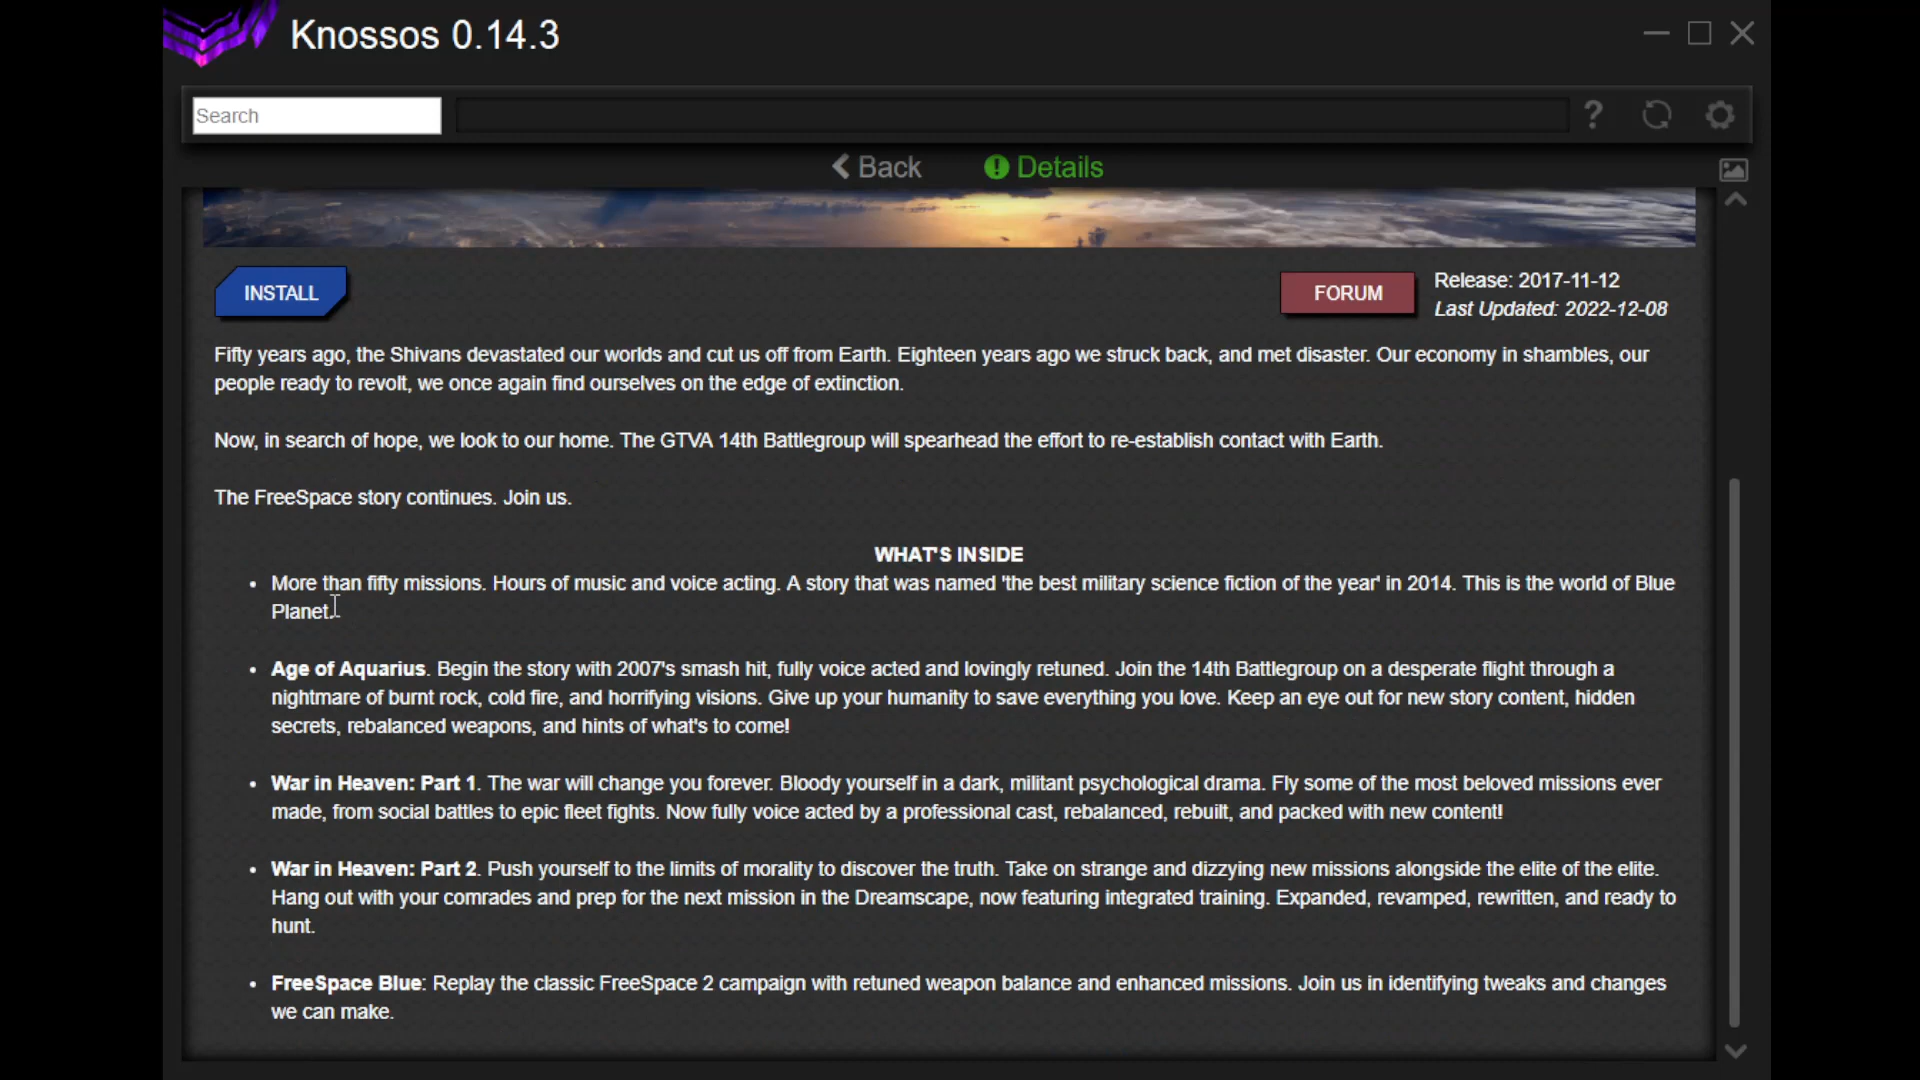 Knossos 0.14.3
Search
?
Back
! Details
INSTALL
FORUM
Release: 2017-11-12
Last Updated: 2022-12-08
Fifty years ago, the Shivans devastated our worlds and cut us off from Earth. Eighteen years ago we struck back, and met disaster. Our economy in shambles, our
people ready to revolt, we once again find ourselves on the edge of extinction.
Now, in search of hope, we look to our home. The GTVA 14th Battlegroup will spearhead the effort to re-establish contact with Earth.
The FreeSpace story continues. Join us.
WHAT'S INSIDE
• More than fifty missions. Hours of music and voice acting. A story that was named 'the best military science fiction of the year' in 2014. This is the world of Blue
Planet.
• Age of Aquarius. Begin the story with 2007's smash hit, fully voice acted and lovingly retuned. Join the 14th Battlegroup on a desperate flight through a
nightmare of burnt rock, cold fire, and horrifying visions. Give up your humanity to save everything you love. Keep an eye out for new story content, hidden
secrets, rebalanced weapons, and hints of what's to come!
• War in Heaven: Part 1. The war will change you forever. Bloody yourself in a dark, militant psychological drama. Fly some of the most beloved missions ever
made, from social battles to epic fleet fights. Now fully voice acted by a professional cast, rebalanced, rebuilt, and packed with new content!
• War in Heaven: Part 2. Push yourself to the limits of morality to discover the truth. Take on strange and dizzying new missions alongside the elite of the elite.
Hang out with your comrades and prep for the next mission in the Dreamscape, now featuring integrated training. Expanded, revamped, rewritten, and ready to
hunt.
• FreeSpace Blue: Replay the classic FreeSpace 2 campaign with retuned weapon balance and enhanced missions. Join us in identifying tweaks and changes
we can make.